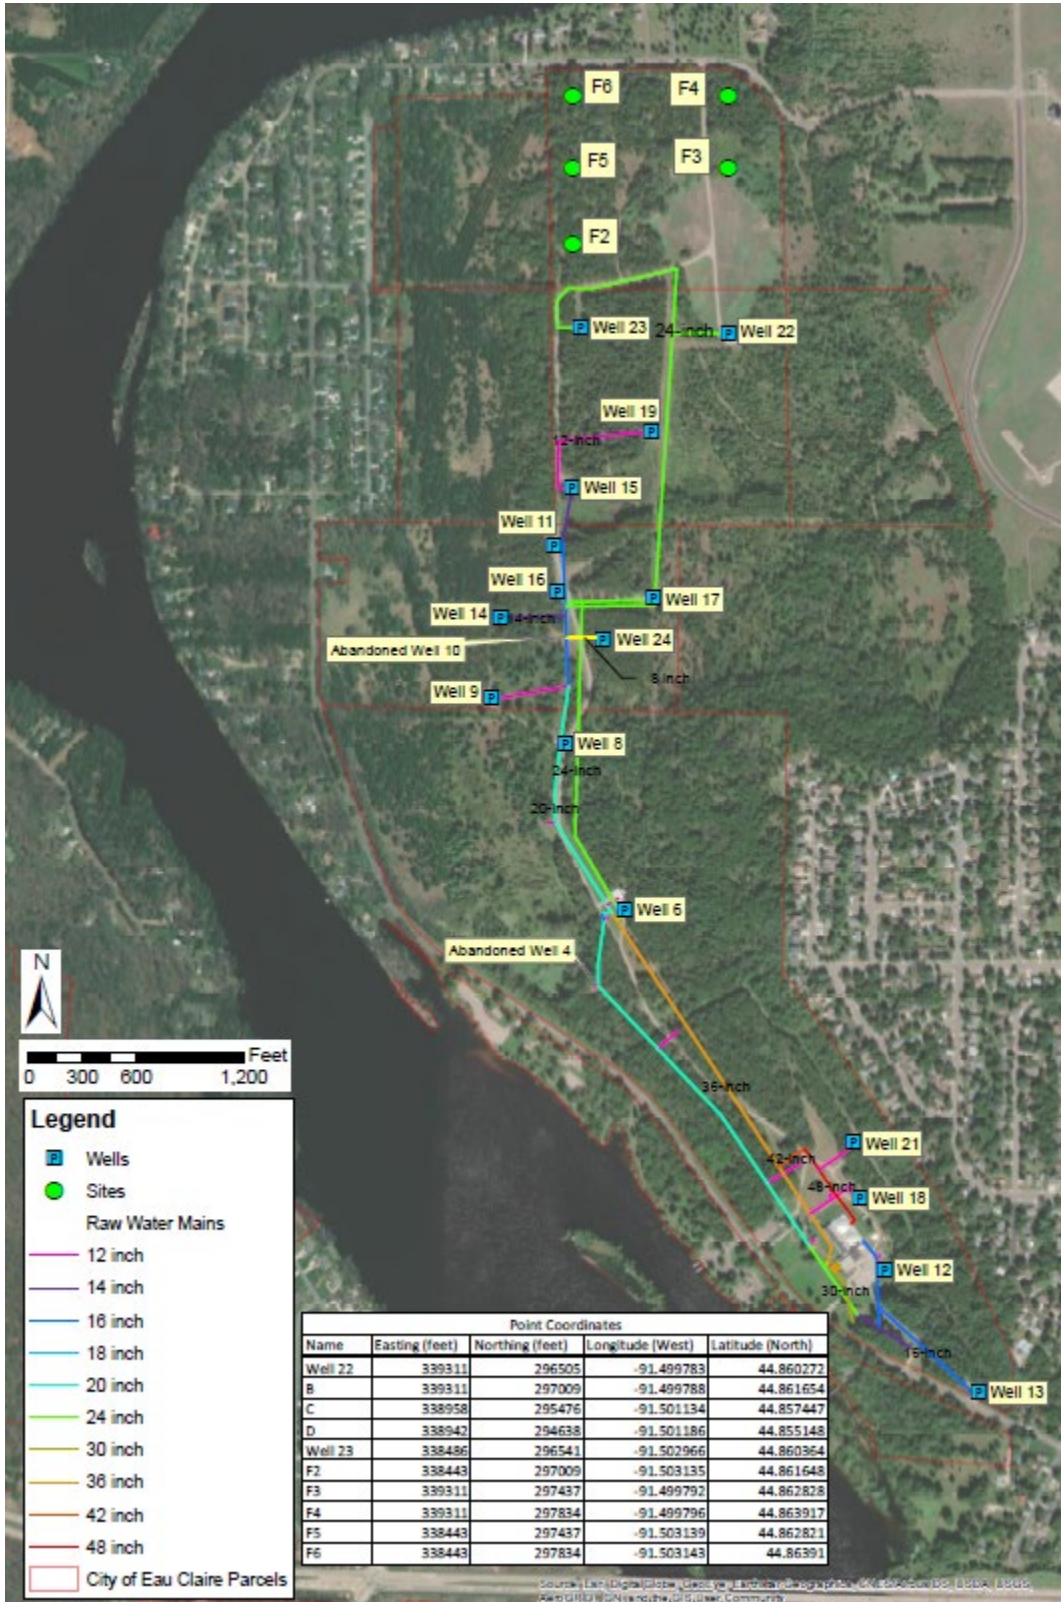 F6
F4
F5
F3
F2
Well 23
24-inch
Well 22
Well 19
12-inch
Well 15
Well 11
Well 16
Well 14
14-inch
Well 17
Abandoned Well 10
Well 24
8 inch
Well 9
Well 8
24-inch
20-inch
Well 6
Abandoned Well 4
N
Feet
0 300 600 1,200
36-inch
Well 21
42-inch
48-inch
Well 18
Well 12
30-inch
16-inch
Well 13
Legend
Wells
Sites
Raw Water Mains
12 inch
14 inch
16 inch
18 inch
20 inch
24 inch
30 inch
36 inch
42 inch
48 inch
City of Eau Claire Parcels
Point Coordinates
Name Easting (feet) Northing (feet) Longitude (West) Latitude (North)
Well 22 339311 296505 -91.499783 44.860272
B 339311 297009 -91.499788 44.861654
C 338958 295476 -91.501134 44.857447
D 338942 294638 -91.501186 44.855148
Well 23 338486 296541 -91.502966 44.860364
F2 338443 297009 -91.503135 44.861648
F3 339311 297437 -91.499792 44.862828
F4 339311 297834 -91.499796 44.863917
F5 338443 297437 -91.503139 44.862821
F6 338443 297834 -91.503143 44.86391